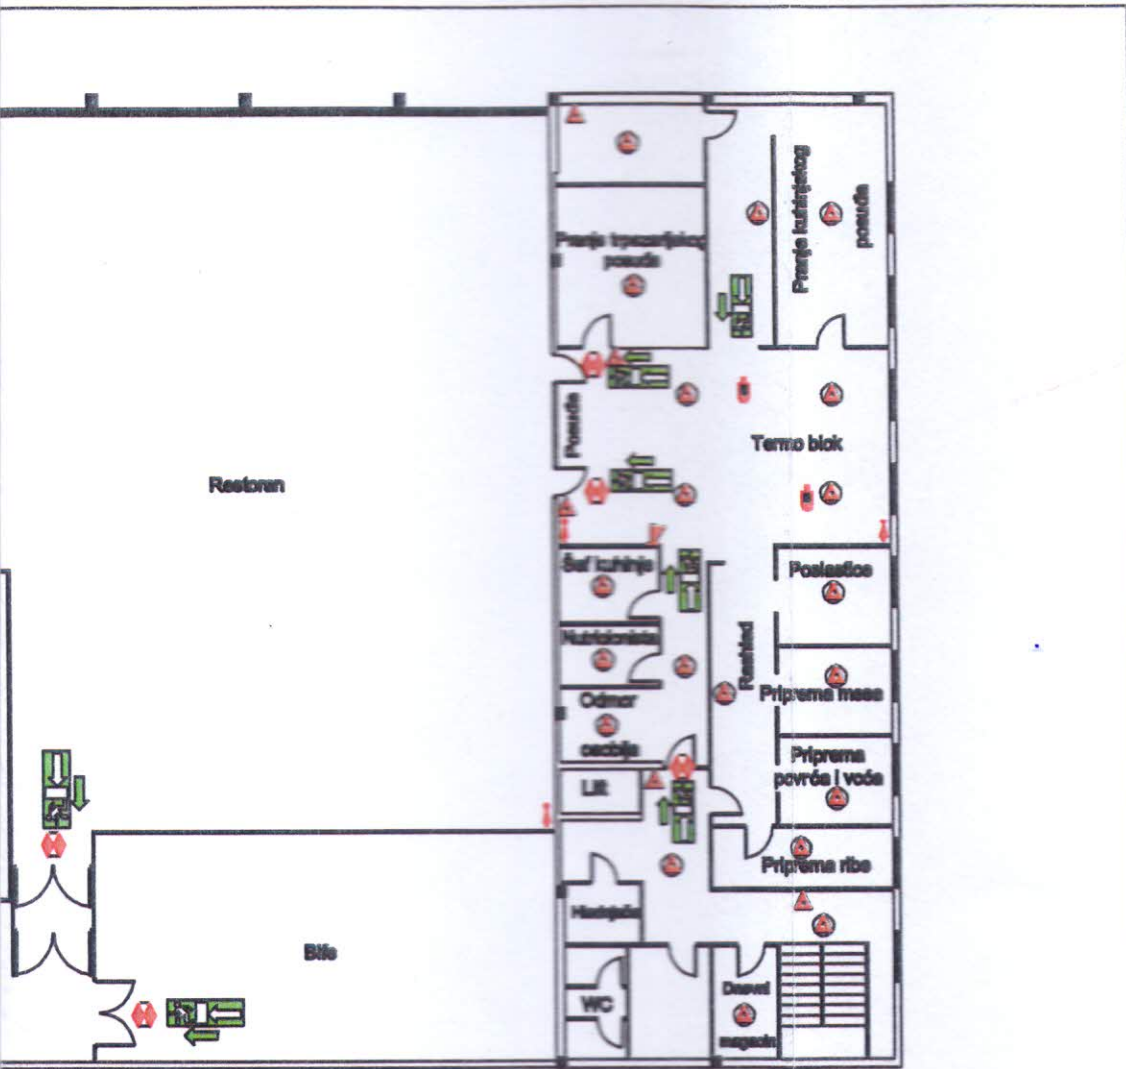 Pranje kuhinjskog
posuđa
Pranje trpezarijskog
posuđa
Posuđe
Termo blok
Restoran
Šef kuhinje
Poslastice
Nutricionista
Rashlad
Odmor
osoblja
Priprema mesa
Priprema
povrća i voća
Lift
Priprema ribe
Hladnjača
Bife
WC
Dnevni
magacin